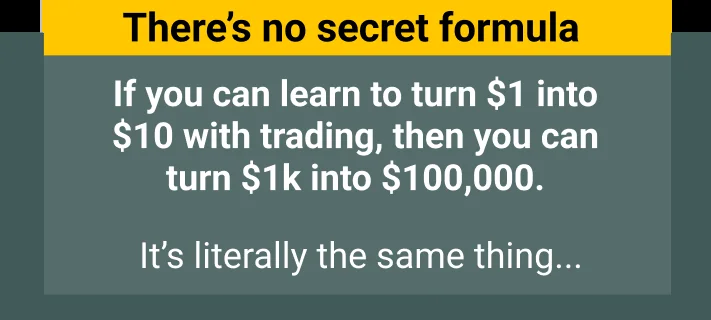 There’s no secret formula
If you can learn to turn $1 into
$10 with trading, then you can
turn $1k into $100,000.
It’s literally the same thing...